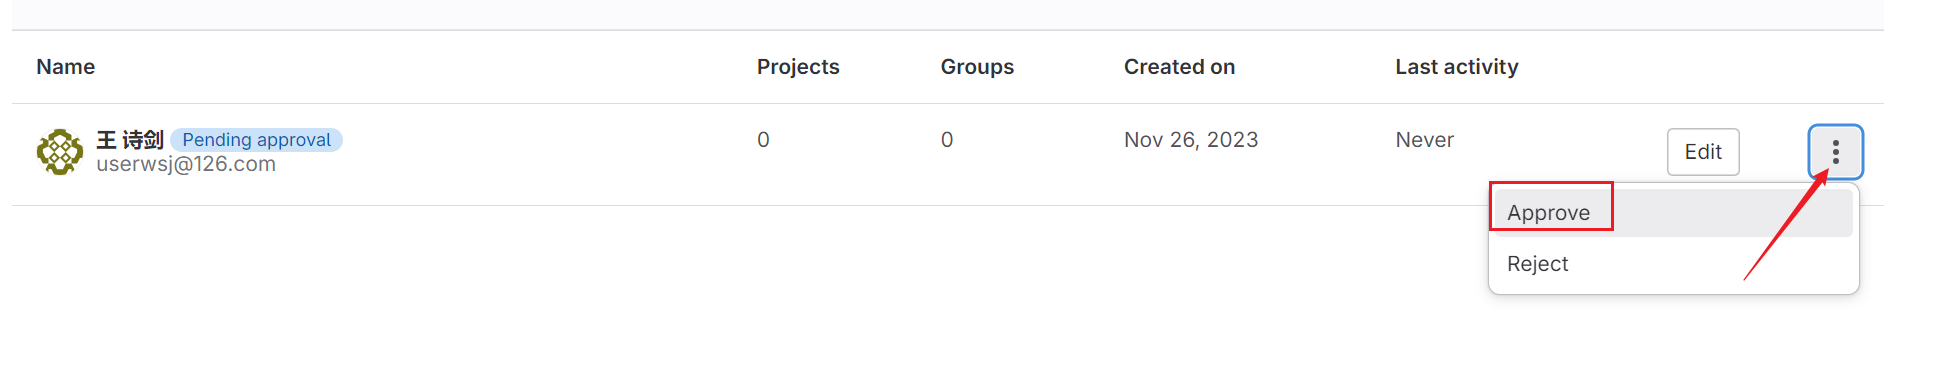 Name Projects Groups Created on Last activity
王 诗剑 Pending approval 0 0 Nov 26, 2023 Never Edit
userwsj@126.com
Approve
Reject